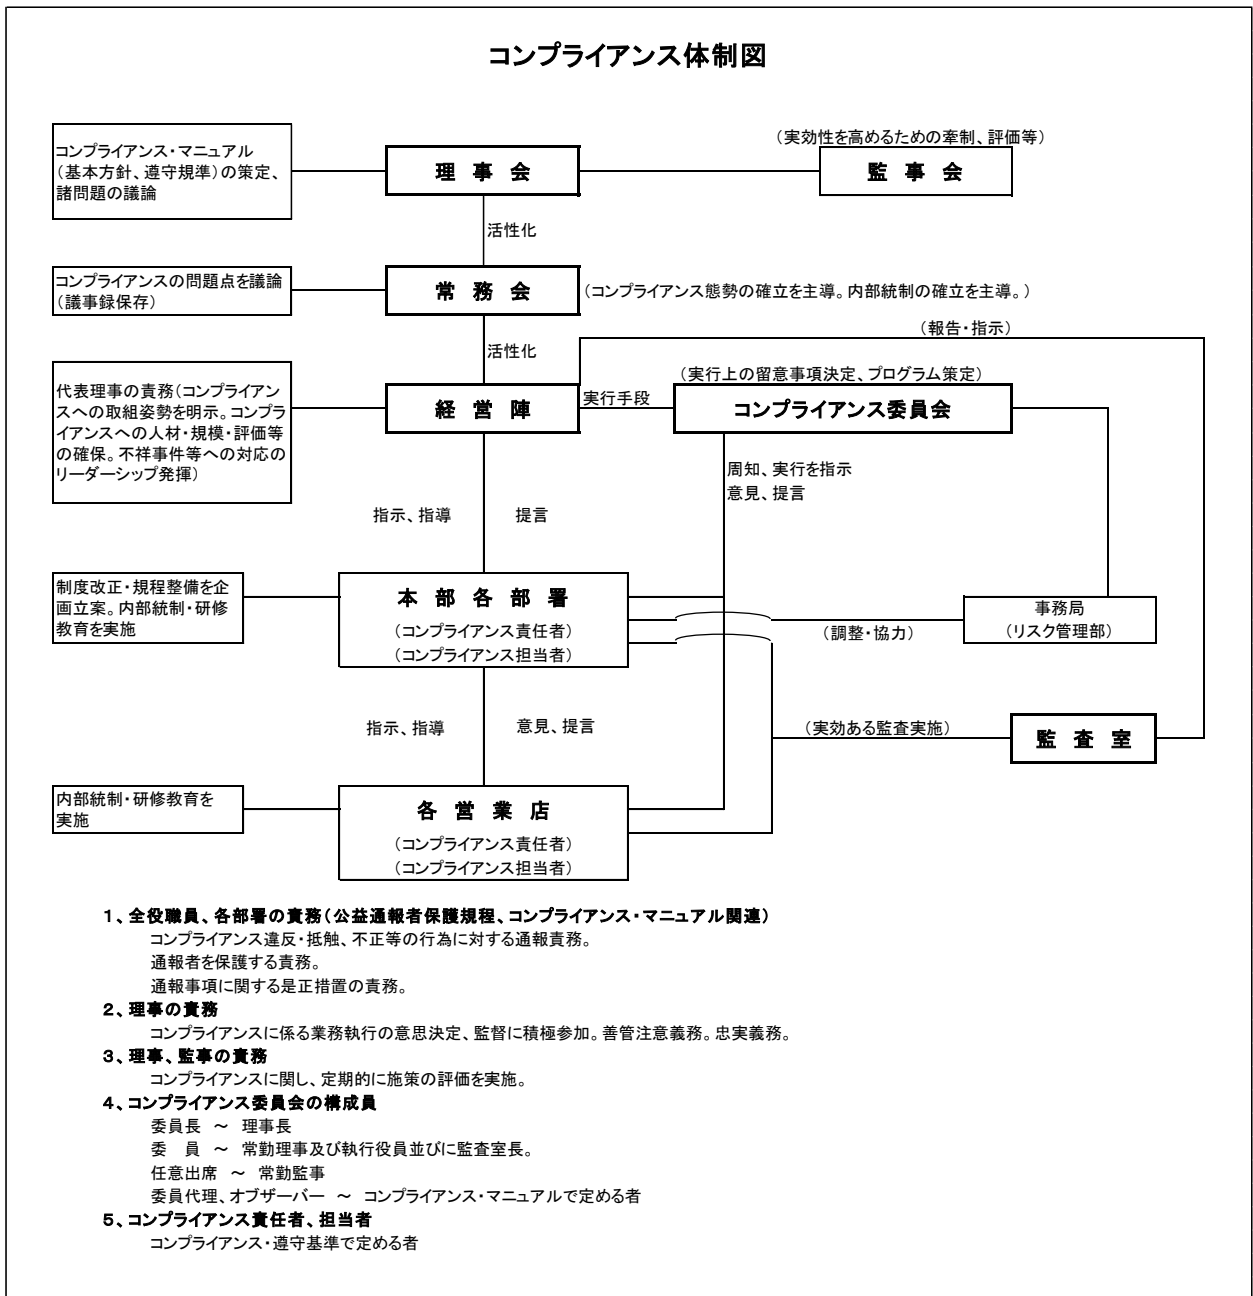 コンプライアンス体制図
コンプライアンス・マニュアル
（基本方針、遵守規準）の策定、
諸問題の議論
理事会
（実効性を高めるための牽制、評価等）
監事会
活性化
コンプライアンスの問題点を議論
（議事録保存）
常務会
（コンプライアンス態勢の確立を主導。内部統制の確立を主導。）
活性化
（報告・指示）
代表理事の責務（コンプライアン
スへの取組姿勢を明示。コンプラ
イアンスへの人材・規模・評価等
の確保。不祥事件等への対応の
リーダーシップ発揮）
経営陣
実行手段
（実行上の留意事項決定、プログラム策定）
コンプライアンス委員会
周知、実行を指示
意見、提言
指示、指導
提言
制度改正・規程整備を企
画立案。内部統制・研修
教育を実施
本部各部署
（コンプライアンス責任者）
（コンプライアンス担当者）
（調整・協力）
事務局
（リスク管理部）
指示、指導
意見、提言
（実効ある監査実施）
監査室
内部統制・研修教育を
実施
各営業店
（コンプライアンス責任者）
（コンプライアンス担当者）
１、全役職員、各部署の責務（公益通報者保護規程、コンプライアンス・マニュアル関連）
コンプライアンス違反・抵触、不正等の行為に対する通報責務。
通報者を保護する責務。
通報事項に関する是正措置の責務。
２、理事の責務
コンプライアンスに係る業務執行の意思決定、監督に積極参加。善管注意義務。忠実義務。
３、理事、監事の責務
コンプライアンスに関し、定期的に施策の評価を実施。
４、コンプライアンス委員会の構成員
委員長　～　理事長
委　員　～　常勤理事及び執行役員並びに監査室長。
任意出席　～　常勤監事
委員代理、オブザーバー　～　コンプライアンス・マニュアルで定める者
５、コンプライアンス責任者、担当者
コンプライアンス・遵守基準で定める者